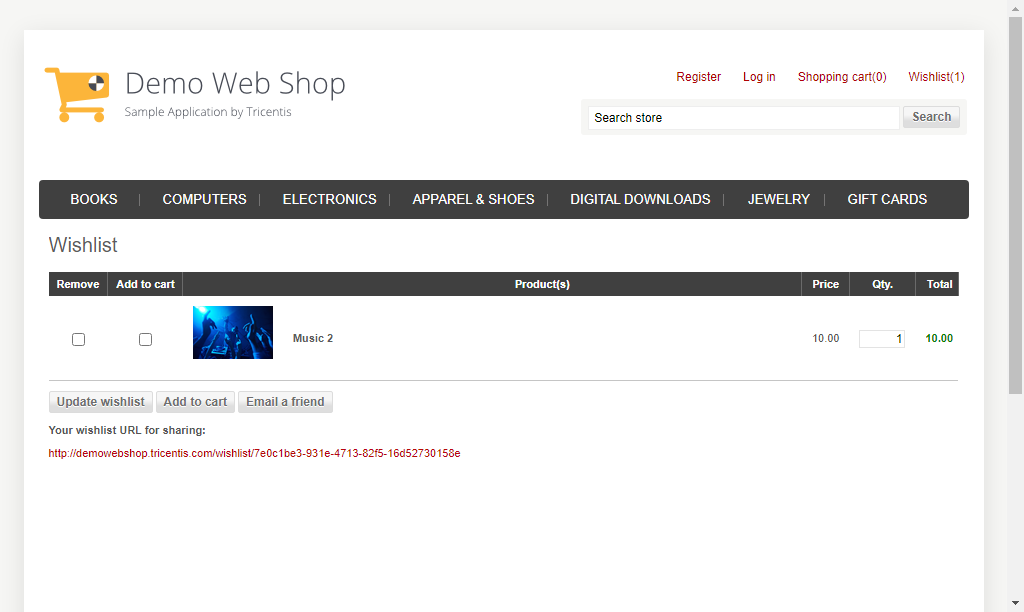 Demo Web Shop
Sample Application by Tricentis
Register Log in Shopping cart(0) Wishlist(1)
Search store Search
BOOKS COMPUTERS ELECTRONICS APPAREL & SHOES DIGITAL DOWNLOADS JEWELRY GIFT CARDS
Wishlist
Remove Add to cart Product(s) Price Qty. Total
Music 2 10.00 1 10.00
Update wishlist Add to cart Email a friend
Your wishlist URL for sharing:
http://demowebshop.tricentis.com/wishlist/7e0c1be3-931e-4713-82f5-16d52730158e